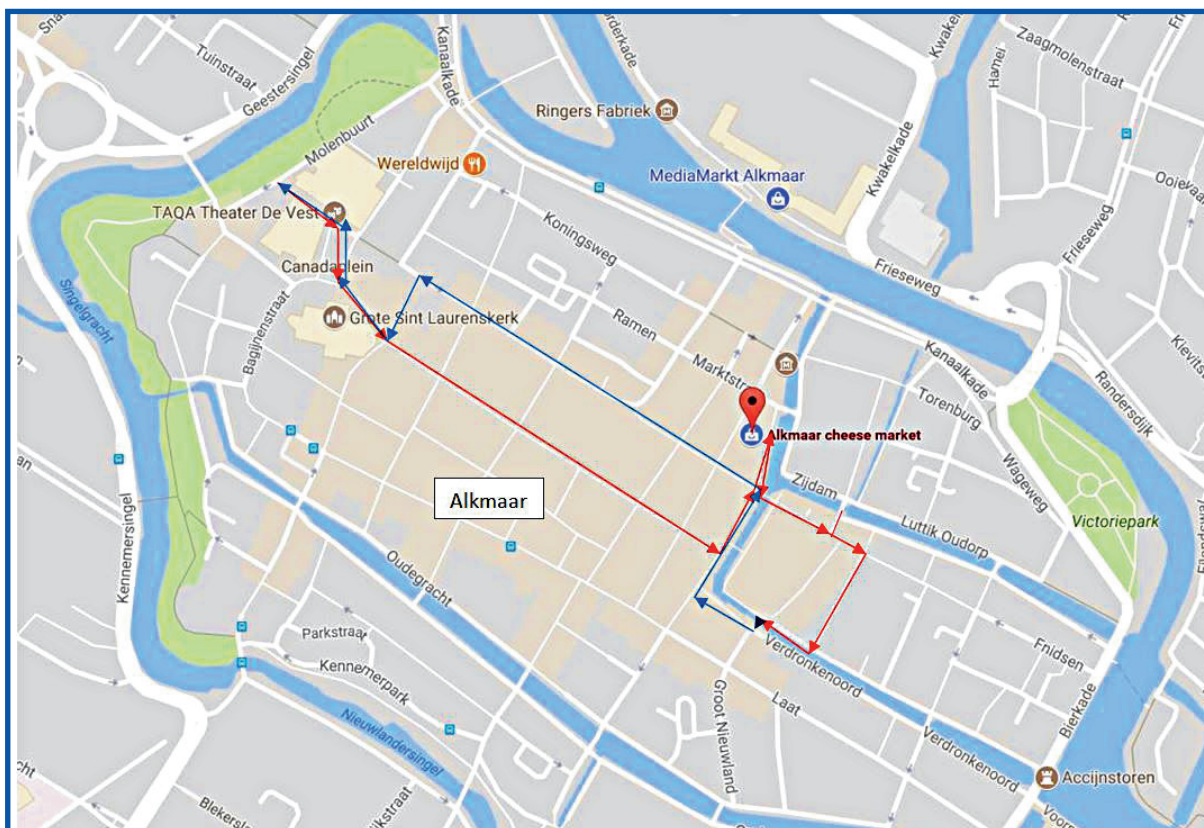 Tuinstraat
Geestersingel
Kanaalkade
Kwakelkade
Hamei
Zaagmolenstraat
Ringers Fabriek
Molenbuurt
Wereldwijd
MediaMarkt Alkmaar
Kwakelkade
TAQA Theater De Vest
Koningsweg
Frieseweg
Canadaplein
Frieseweg
Singelgracht
Bagijnenstraat
Grote Sint Laurenskerk
Ramen
Marktstr
Kanaalkade
Torenburg
Randersdijk
Alkmaar cheese market
Wageweg
Zijdam
Luttik Oudorp
Victoriepark
Alkmaar
Kennemersingel
Oudegracht
Parkstraat
Kennemerpark
Verdronkenoord
Fnidsen
Laat
Groot Nieuwland
Bierkade
Nieuwlandersingel
Verdronkenoord
Accijnstoren